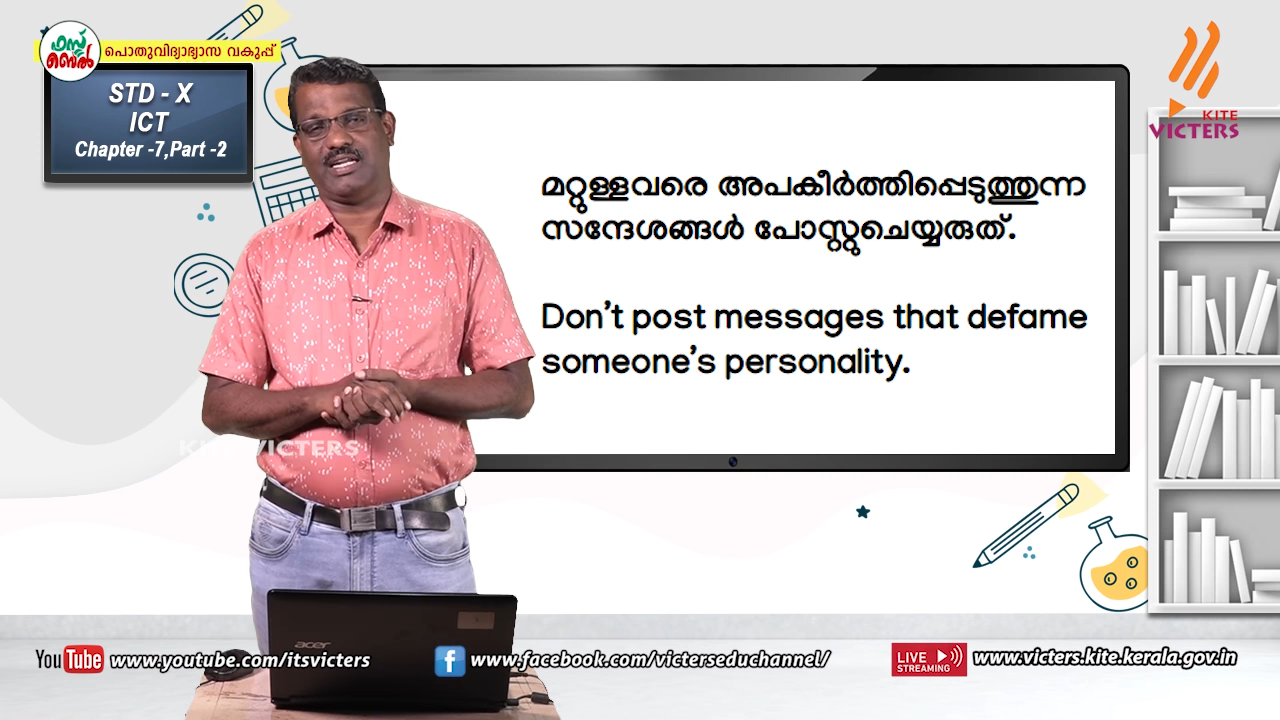 ഫസ്റ്റ്
ബെൽ
പൊതുവിദ്യാഭ്യാസ വകുപ്പ്
STD - X
ICT
Chapter -7,Part -2
KITE
VICTERS
മറ്റുള്ളവരെ അപകീർത്തിപ്പെടുത്തുന്ന
സന്ദേശങ്ങൾ പോസ്റ്റുചെയ്യരുത്.
Don't post messages that defame
someone's personality.
KITE VICTERS
acer
YouTube www.youtube.com/itsvicters
f www.facebook.com/victerseduchannel/
LIVE
STREAMING
www.victers.kite.kerala.gov.in